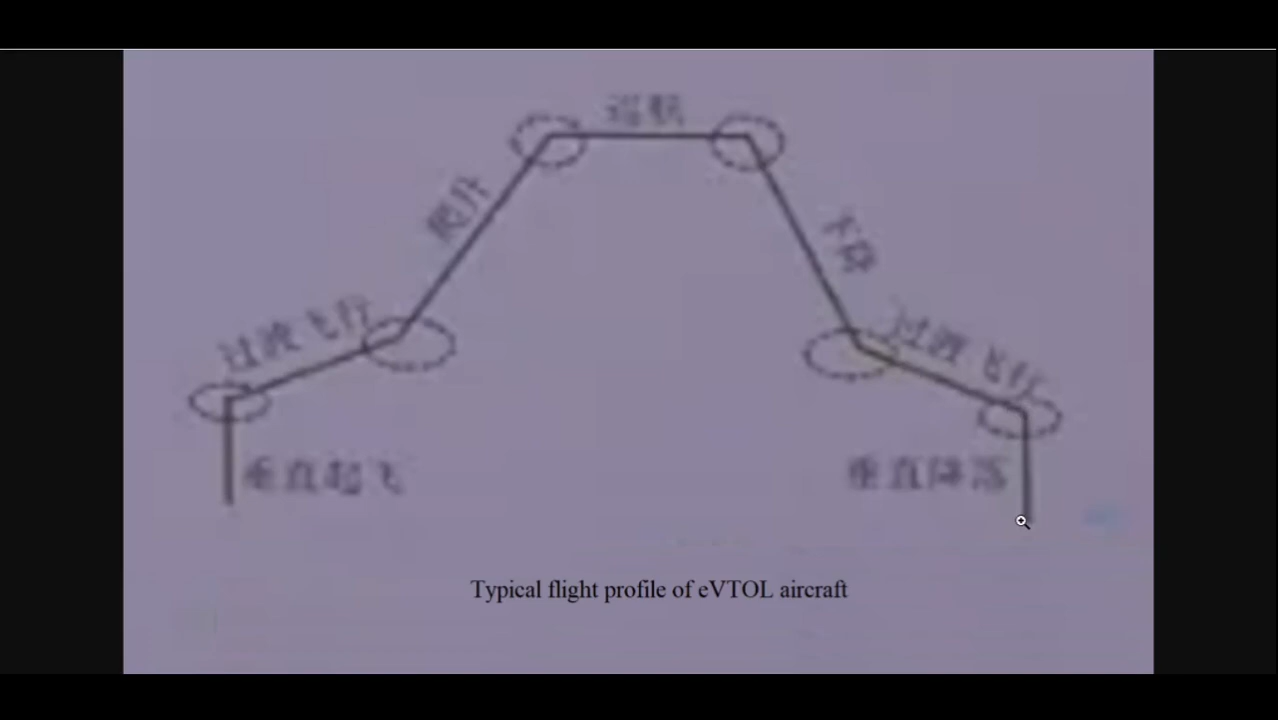 巡航
爬升
下降
过渡飞行
过渡飞行
垂直起飞
垂直降落
Typical flight profile of eVTOL aircraft